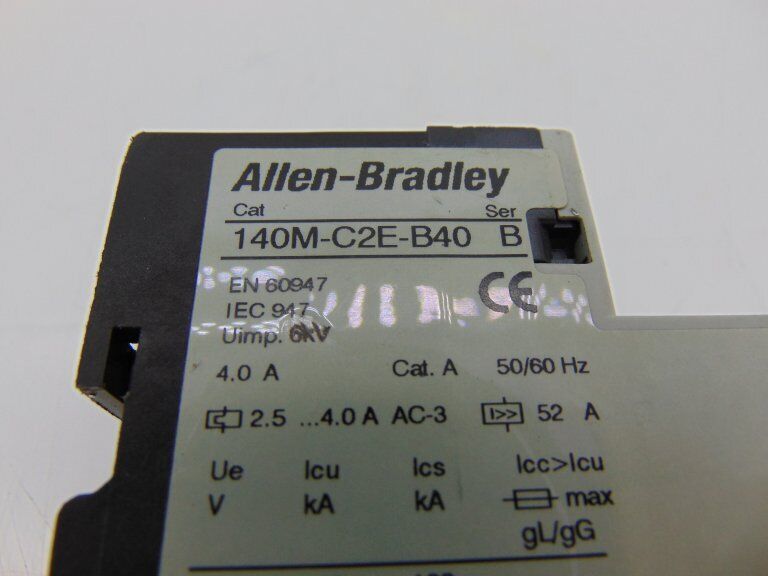 Allen-Bradley
Cat Ser
140M-C2E-B40 B
EN 60947
IEC 947
Uimp. 6kV
CE
4.0 A Cat. A 50/60 Hz
2.5 ...4.0 A AC-3 I>> 52 A
Ue Icu Ics Icc>Icu
V kA kA max
gL/gG